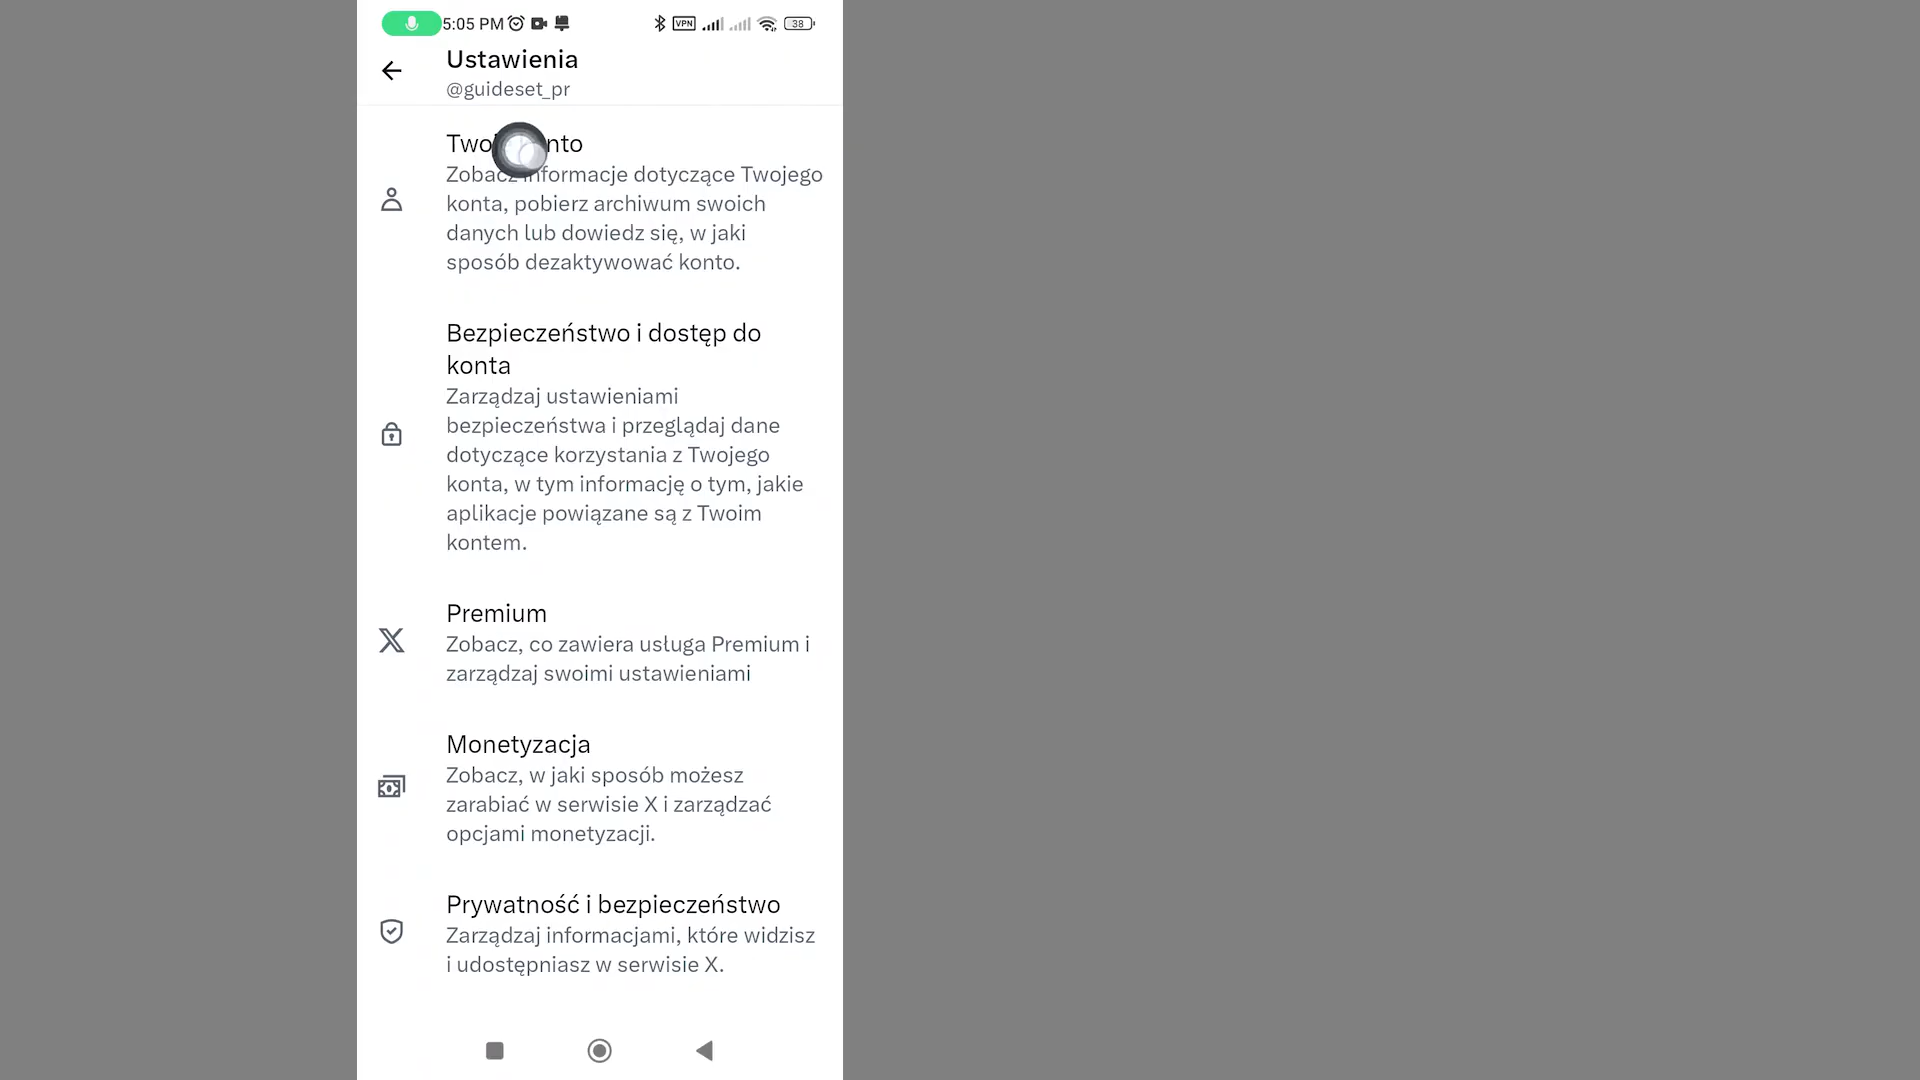 5:05 PM VPN 38
Ustawienia
@guideset_pr
Twoje konto
Zobacz informacje dotyczące Twojego
konta, pobierz archiwum swoich
danych lub dowiedz się, w jaki
sposób dezaktywować konto.
Bezpieczeństwo i dostęp do
konta
Zarządzaj ustawieniami
bezpieczeństwa i przeglądaj dane
dotyczące korzystania z Twojego
konta, w tym informację o tym, jakie
aplikacje powiązane są z Twoim
kontem.
Premium
Zobacz, co zawiera usługa Premium i
zarządzaj swoimi ustawieniami
Monetyzacja
Zobacz, w jaki sposób możesz
zarabiać w serwisie X i zarządzać
opcjami monetyzacji.
Prywatność i bezpieczeństwo
Zarządzaj informacjami, które widzisz
i udostępniasz w serwisie X.